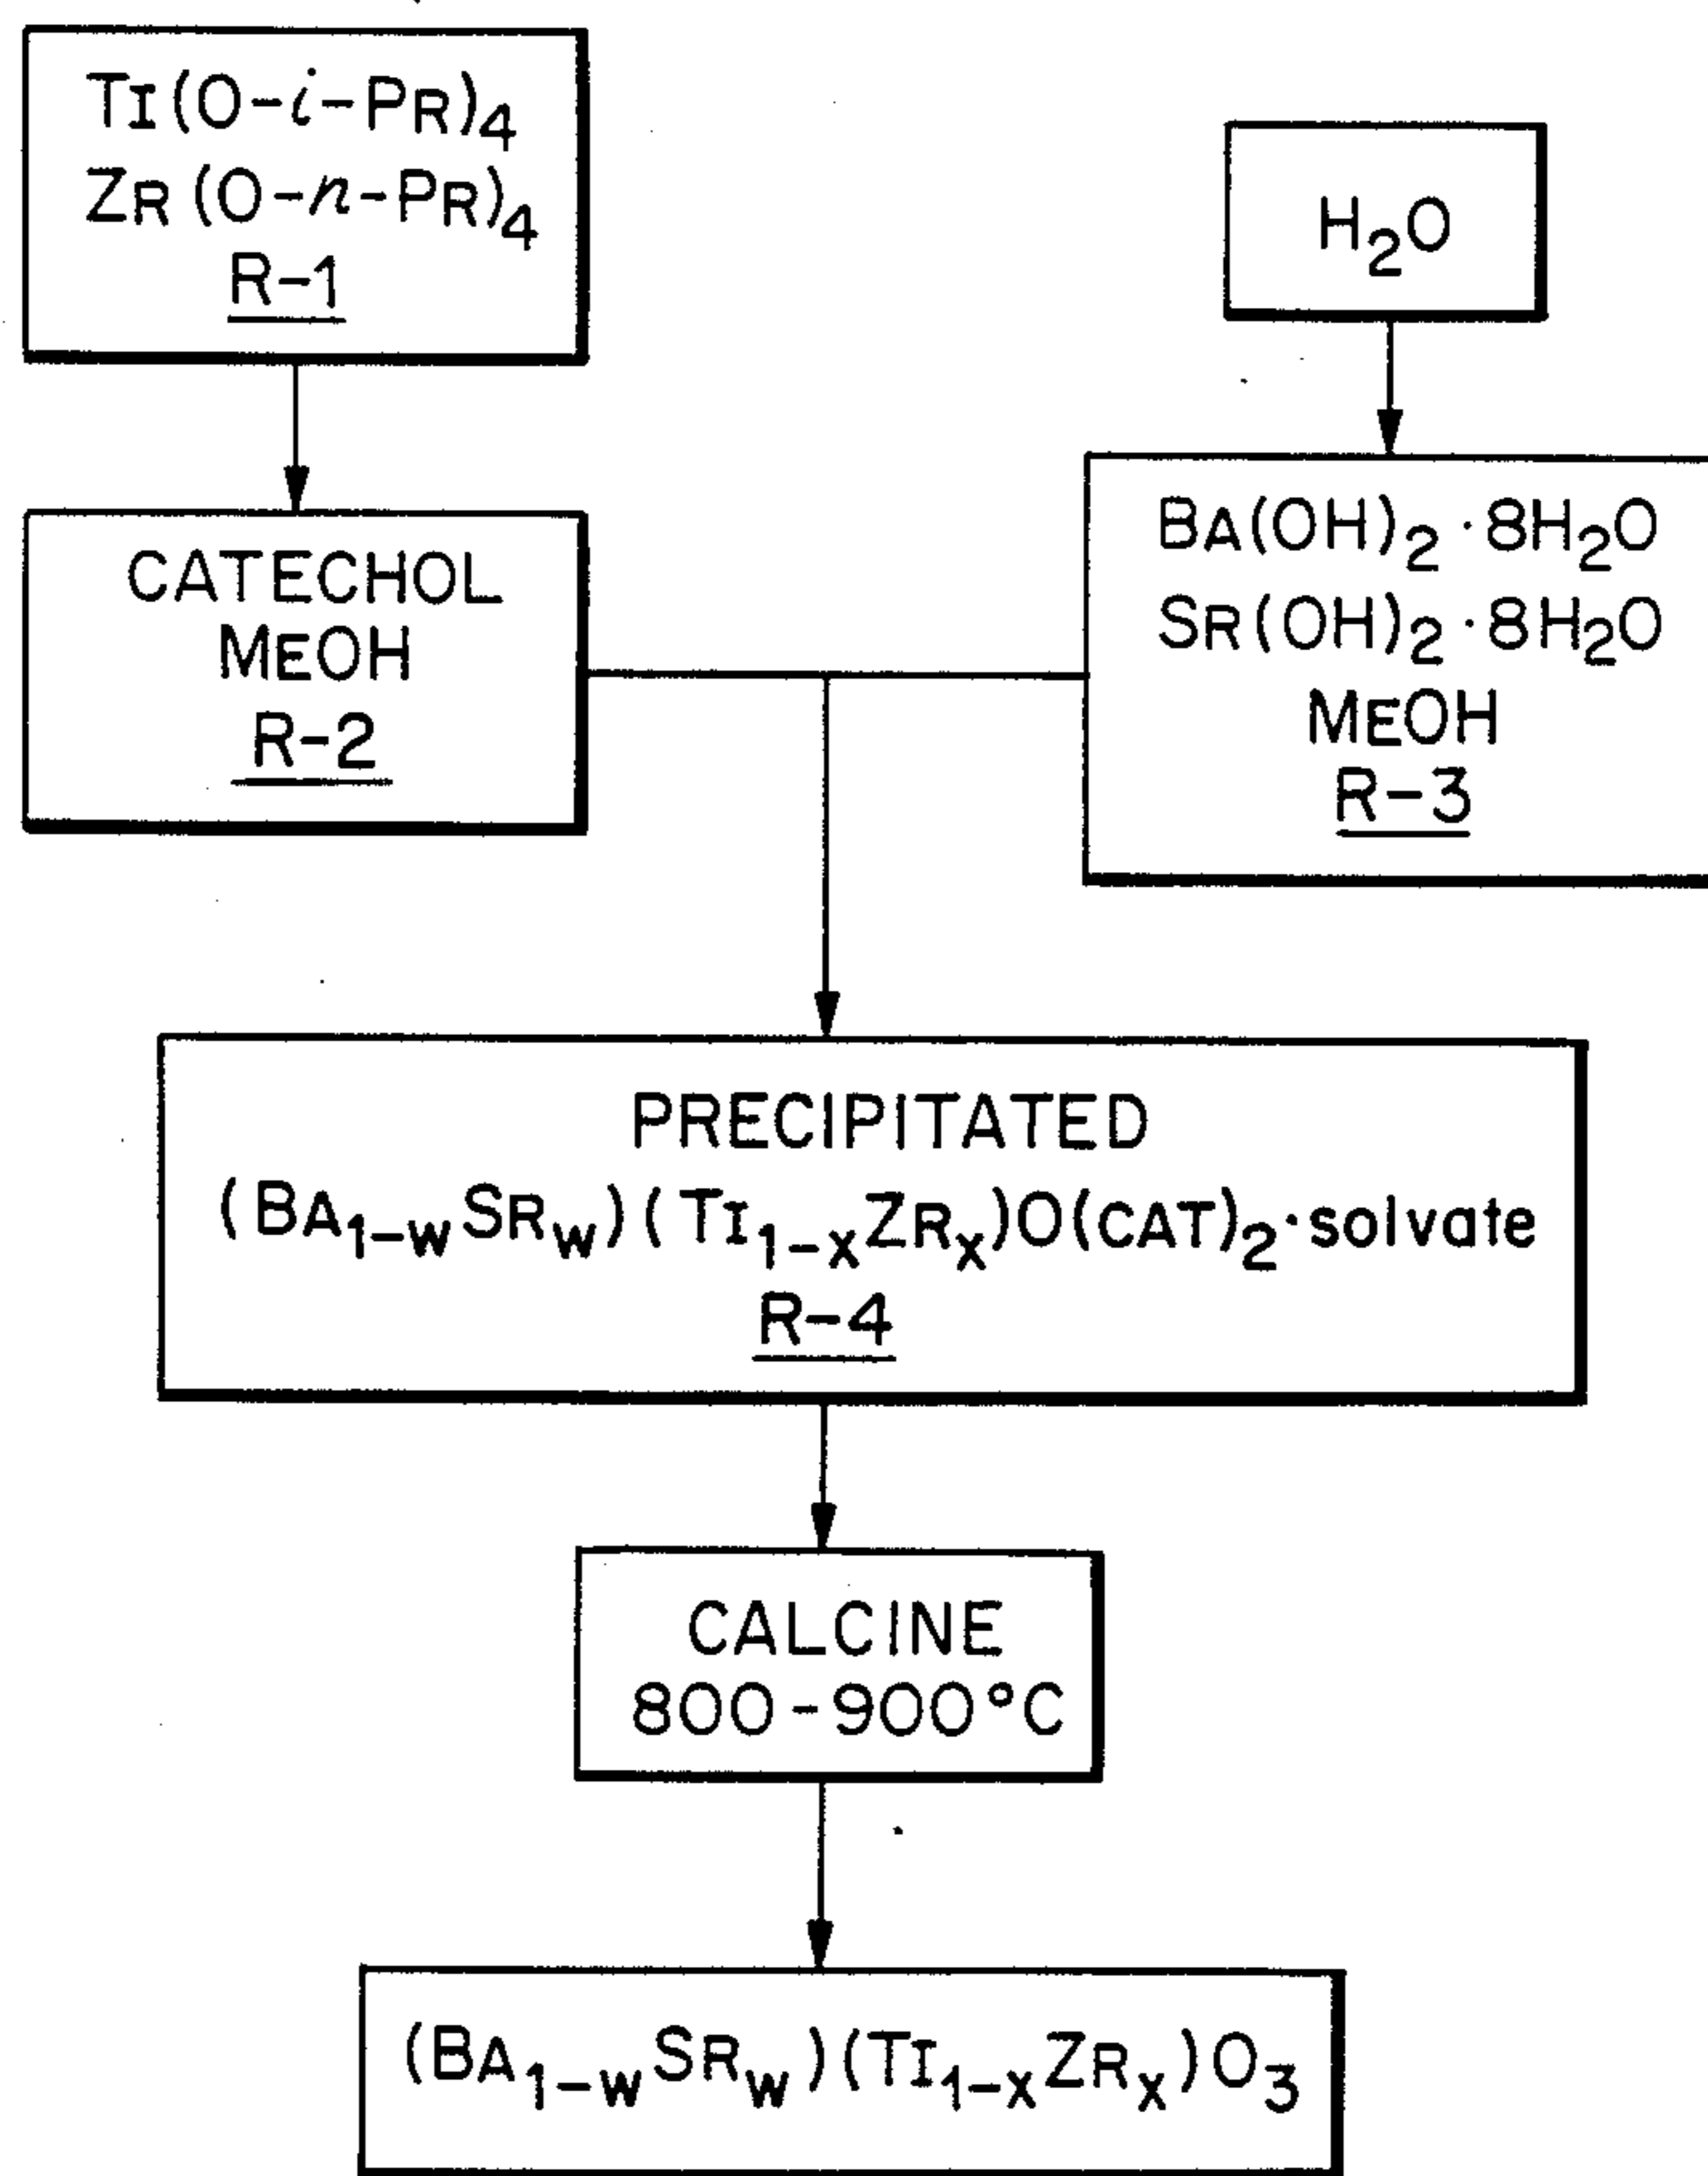 TI(O-i-PR)4
ZR(O-n-PR)4
R-1
H2O
CATECHOL
MEOH
R-2
BA(OH)2·8H2O
SR(OH)2·8H2O
MEOH
R-3
PRECIPITATED
(BA1-wSRw)(TI1-xZRx)O(CAT)2·solvate
R-4
CALCINE
800-900°C
(BA1-wSRw)(TI1-xZRx)O3